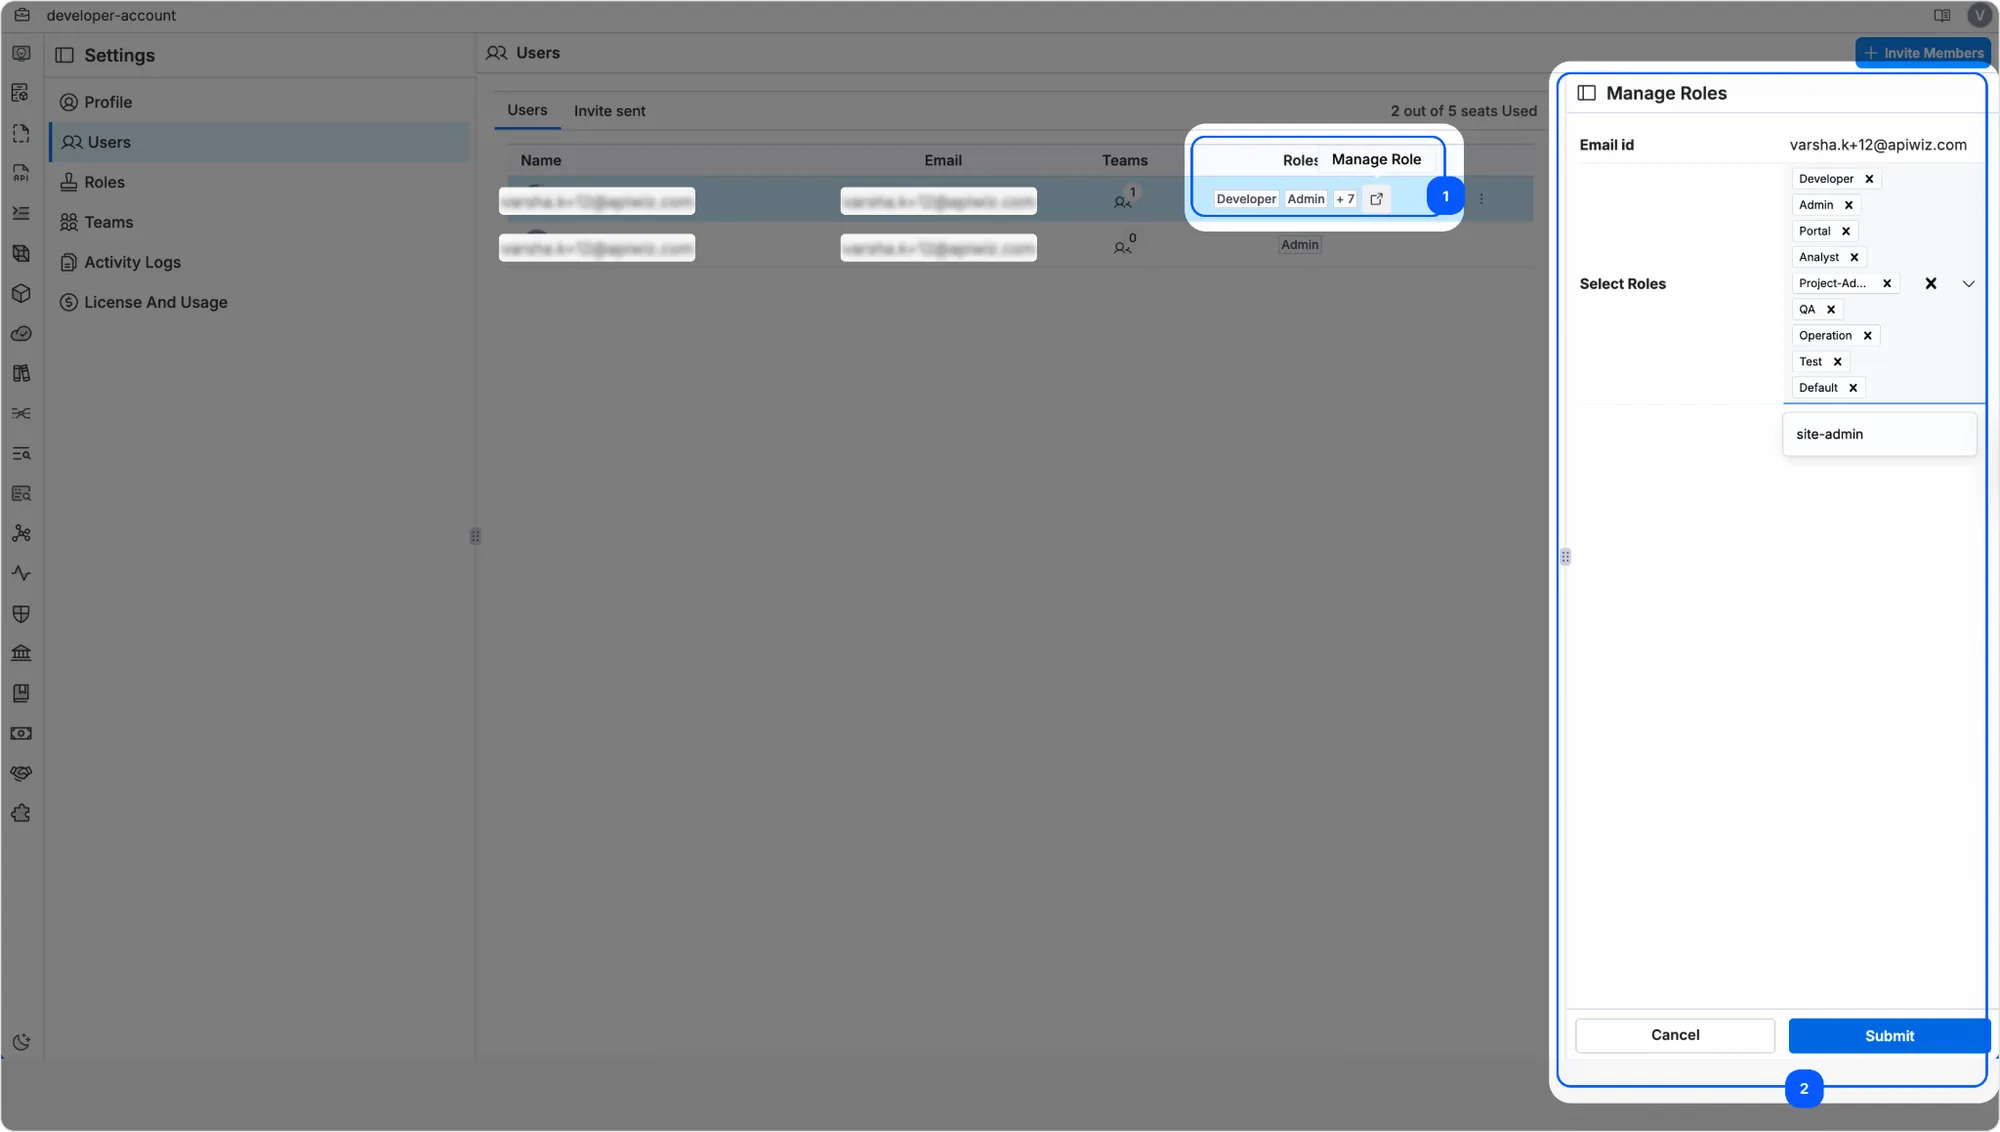 developer-account
V
Settings
Profile
Users
Roles
Teams
Activity Logs
License And Usage
Users
Invite Members
Users
Invite sent
2 out of 5 seats Used
Name
Email
Teams
Roles
Manage Role
1
Developer
Admin
+ 7
1
0
Admin
Manage Roles
Email id
varsha.k+12@apiwiz.com
Select Roles
Developer
Admin
Portal
Analyst
Project-Ad...
QA
Operation
Test
Default
site-admin
Cancel
Submit
2
API